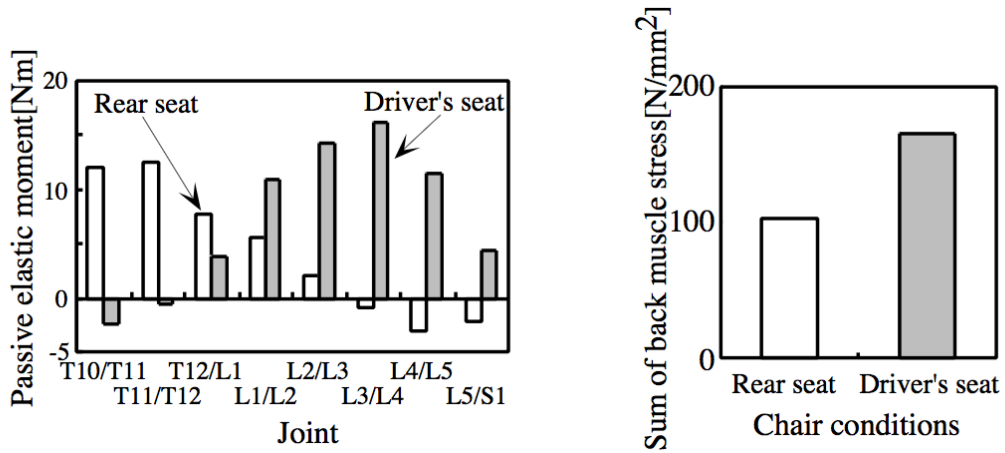 Passive elastic moment[Nm]
20
10
0
-5
Rear seat
Driver's seat
T10/T11
T12/L1
L2/L3
L4/L5
T11/T12
L1/L2
L3/L4
L5/S1
Joint
Sum of back muscle stress[N/mm²]
200
100
0
Rear seat
Driver's seat
Chair conditions